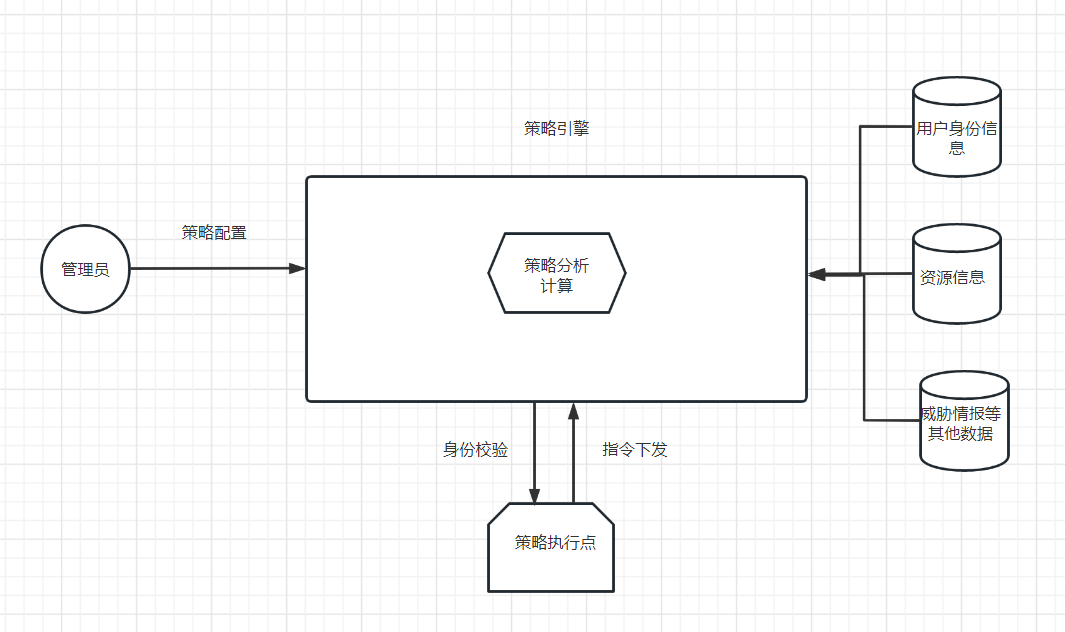 策略引擎
用户身份信
息
策略配置
管理员
策略分析
计算
资源信息
威胁情报等
其他数据
身份校验
指令下发
策略执行点